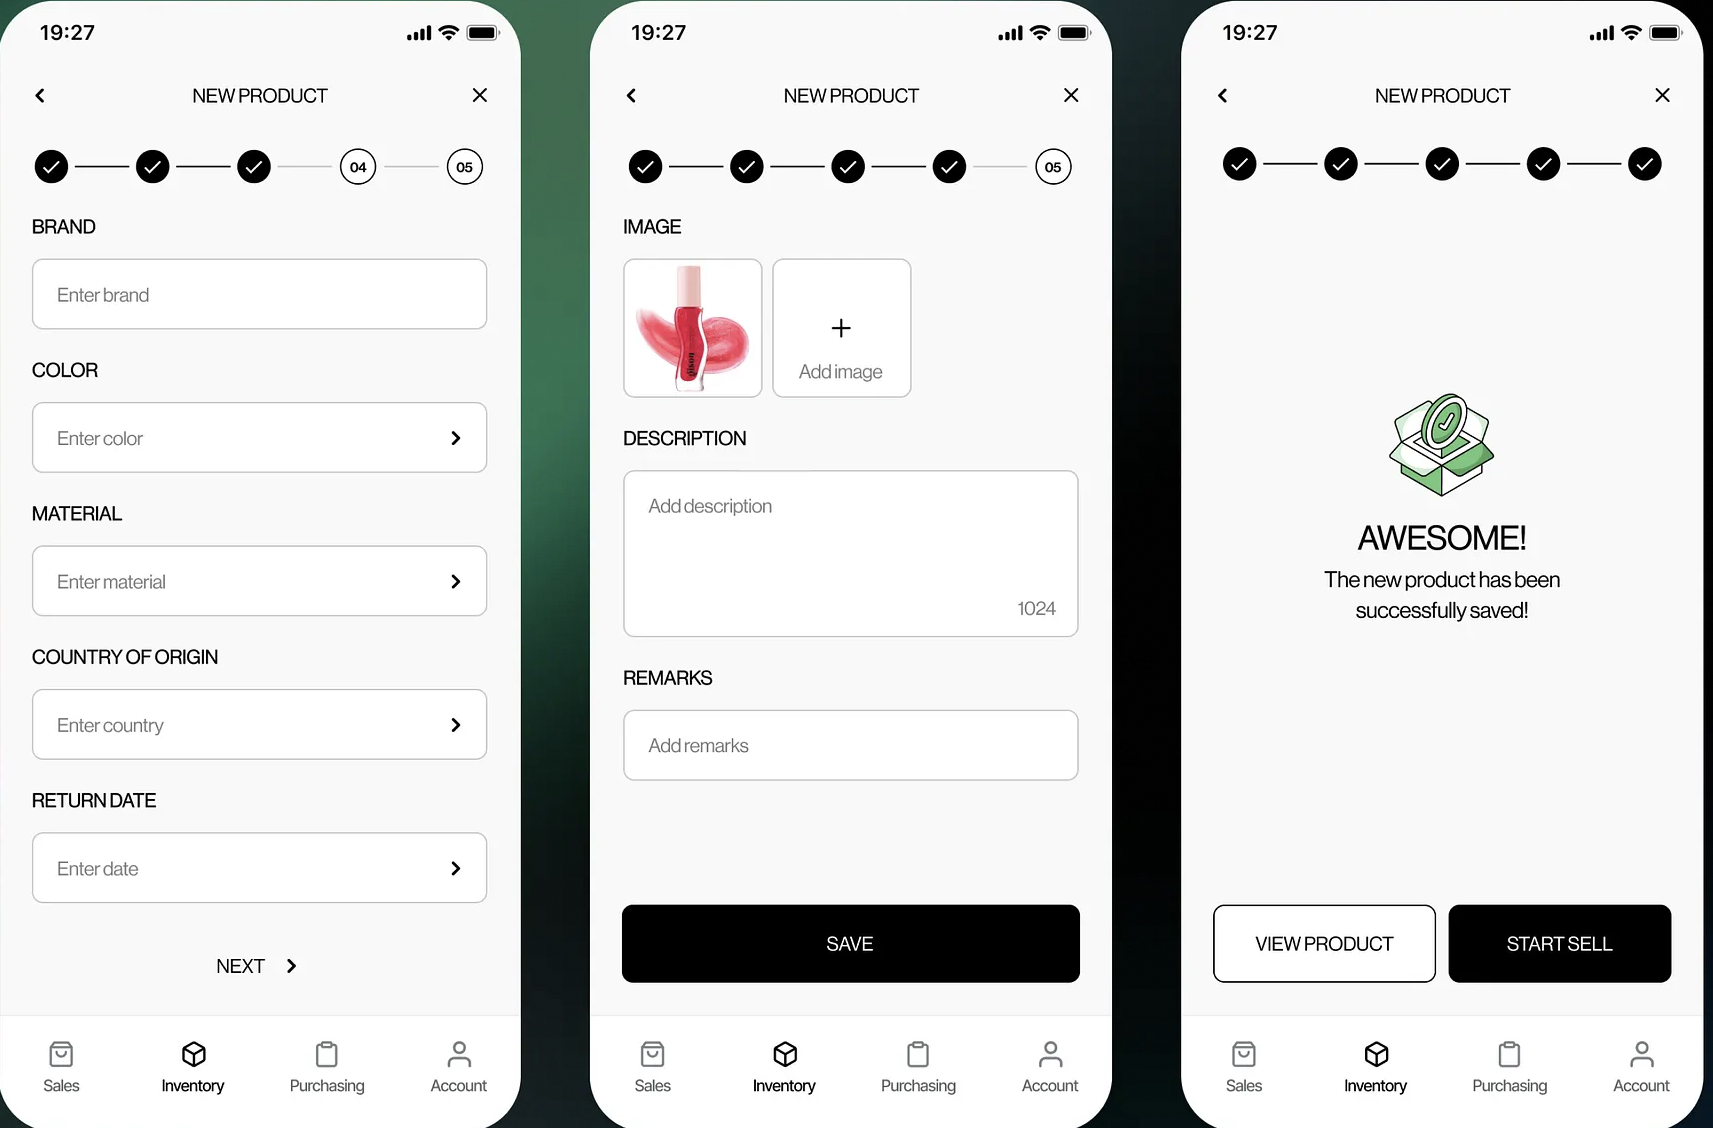 19:27
NEW PRODUCT
04
05
BRAND
Enter brand
COLOR
Enter color
MATERIAL
Enter material
COUNTRY OF ORIGIN
Enter country
RETURN DATE
Enter date
NEXT
Sales
Inventory
Purchasing
Account
19:27
NEW PRODUCT
05
IMAGE
gisou
Add image
DESCRIPTION
Add description
1024
REMARKS
Add remarks
SAVE
Sales
Inventory
Purchasing
Account
19:27
NEW PRODUCT
AWESOME!
The new product has been
successfully saved!
VIEW PRODUCT
START SELL
Sales
Inventory
Purchasing
Account